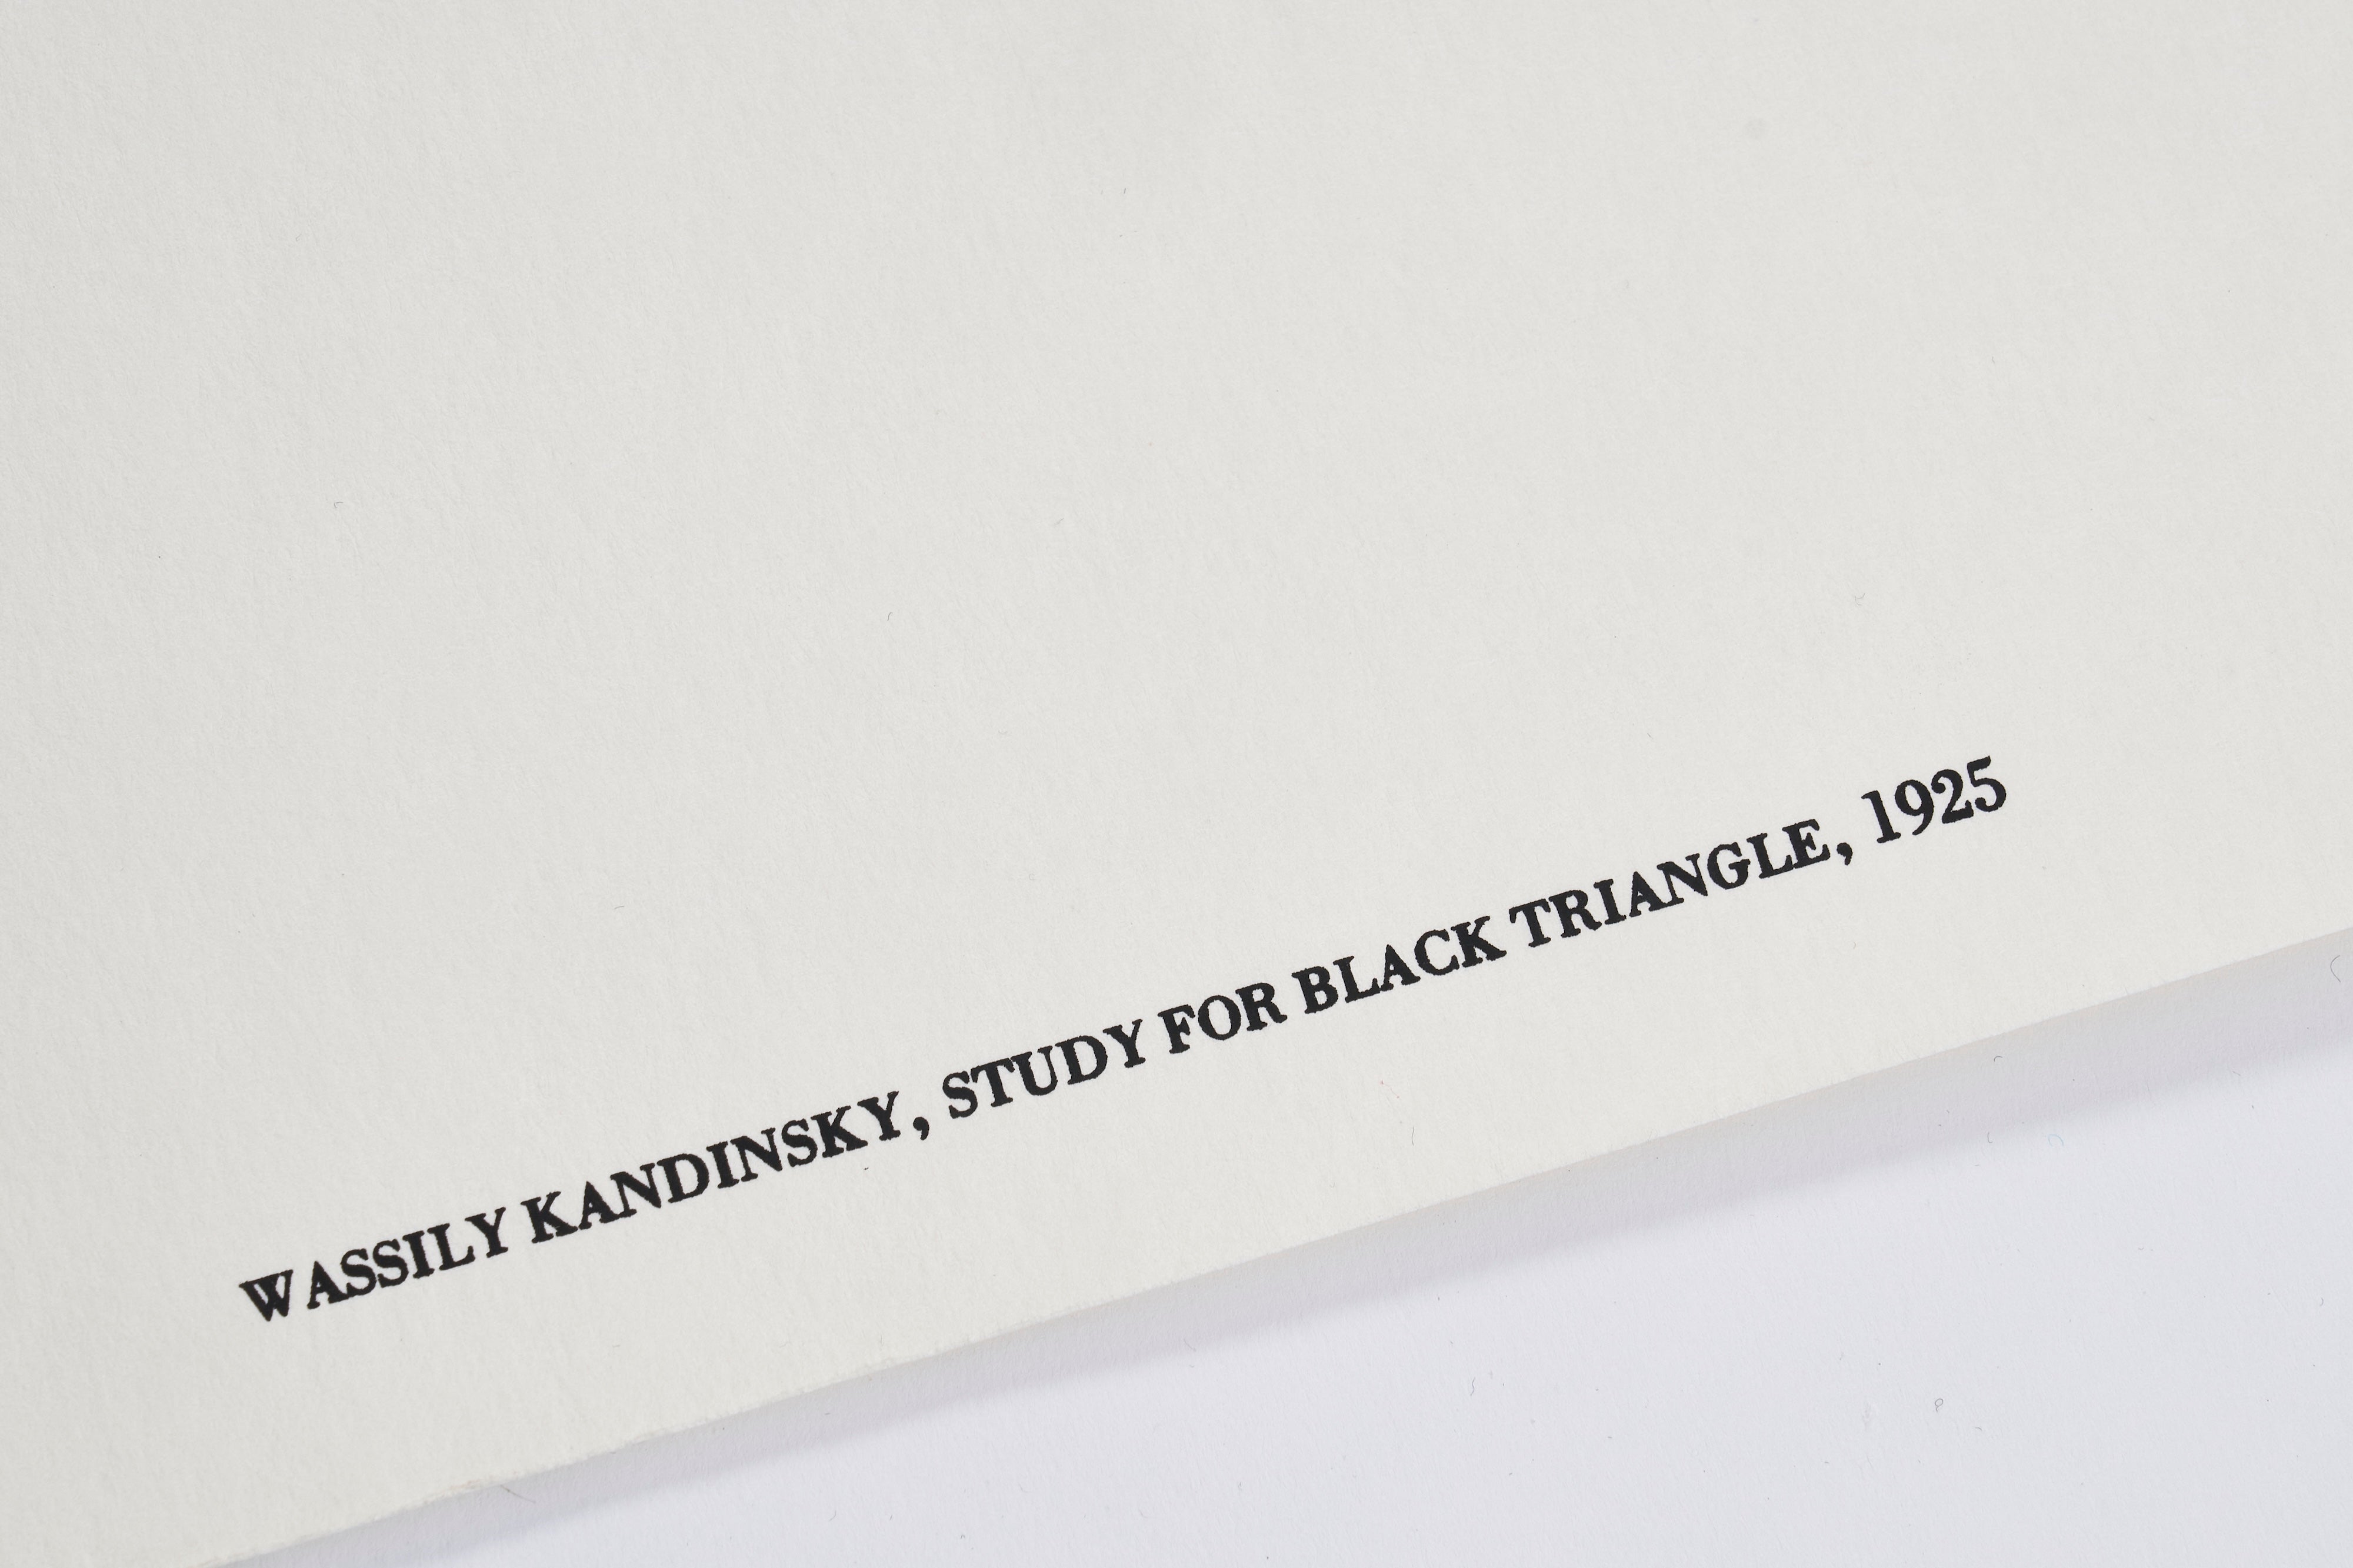 WASSILY KANDINSKY, STUDY FOR BLACK TRIANGLE, 1925